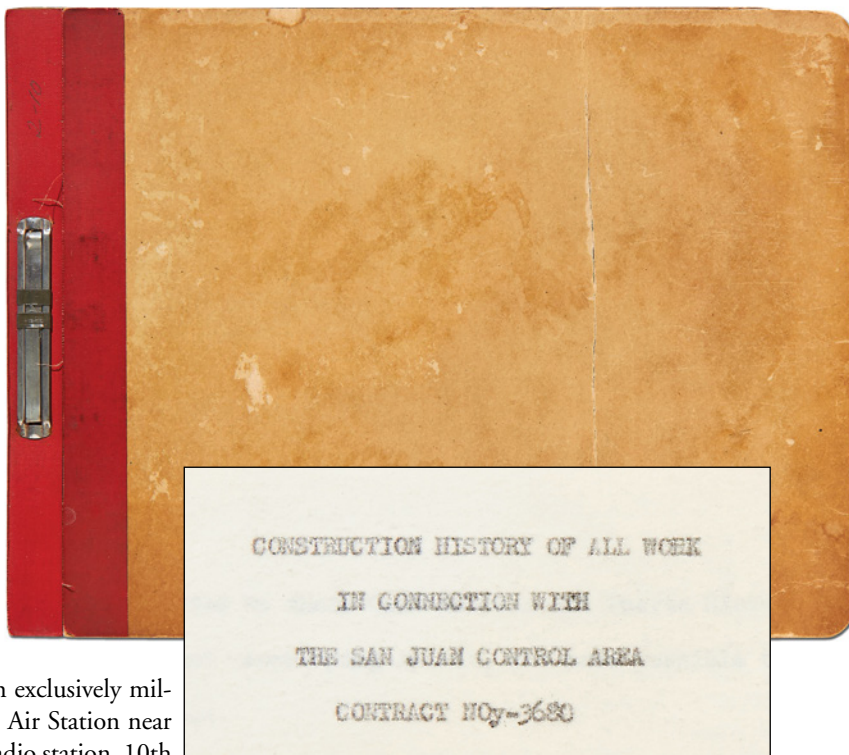 CONSTRUCTION HISTORY OF ALL WORK
IN CONNECTION WITH
THE SAN JUAN CONTROL AREA
CONTRACT NOy-3680
n exclusively mil-
Air Station near
adio station, 10th